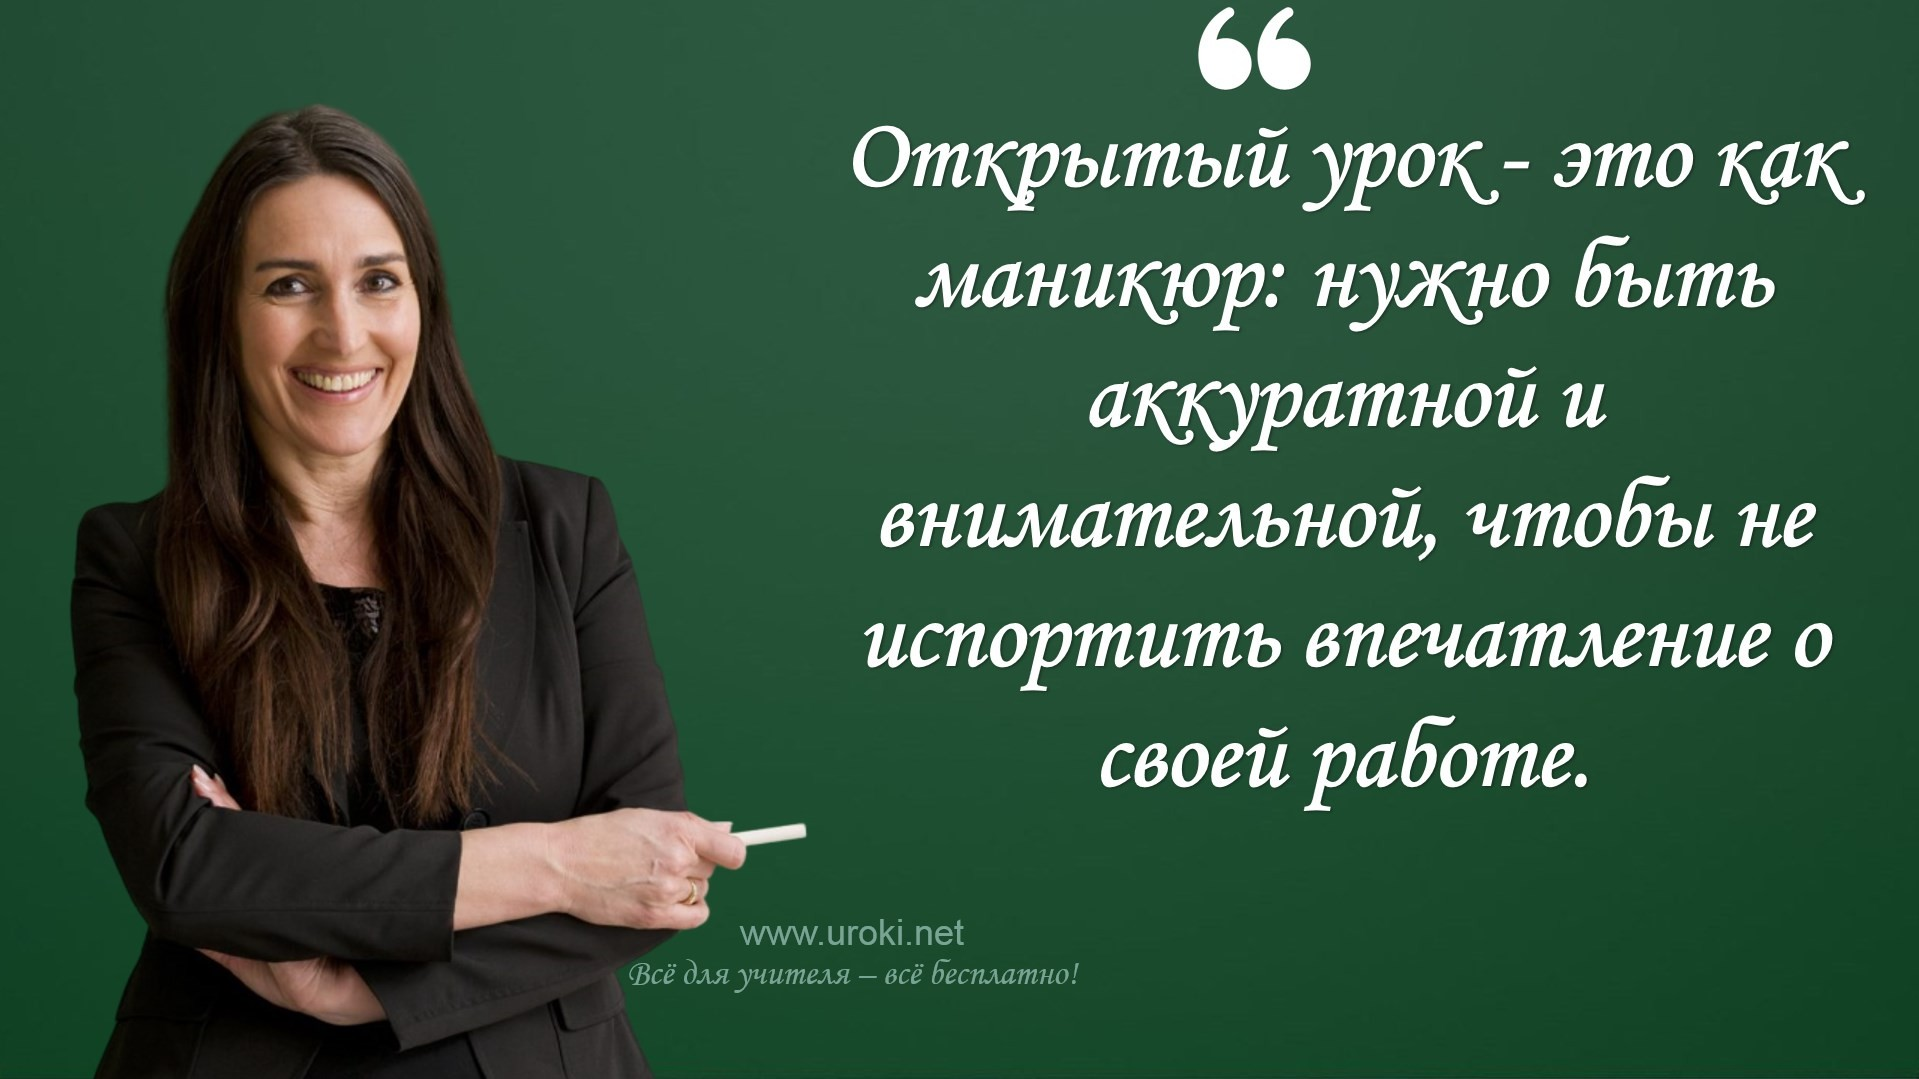 Открытый урок - это как
маникюр: нужно быть
аккуратной и
внимательной, чтобы не
испортить впечатление о
своей работе.
www.uroki.net
Всё для учителя – всё бесплатно!